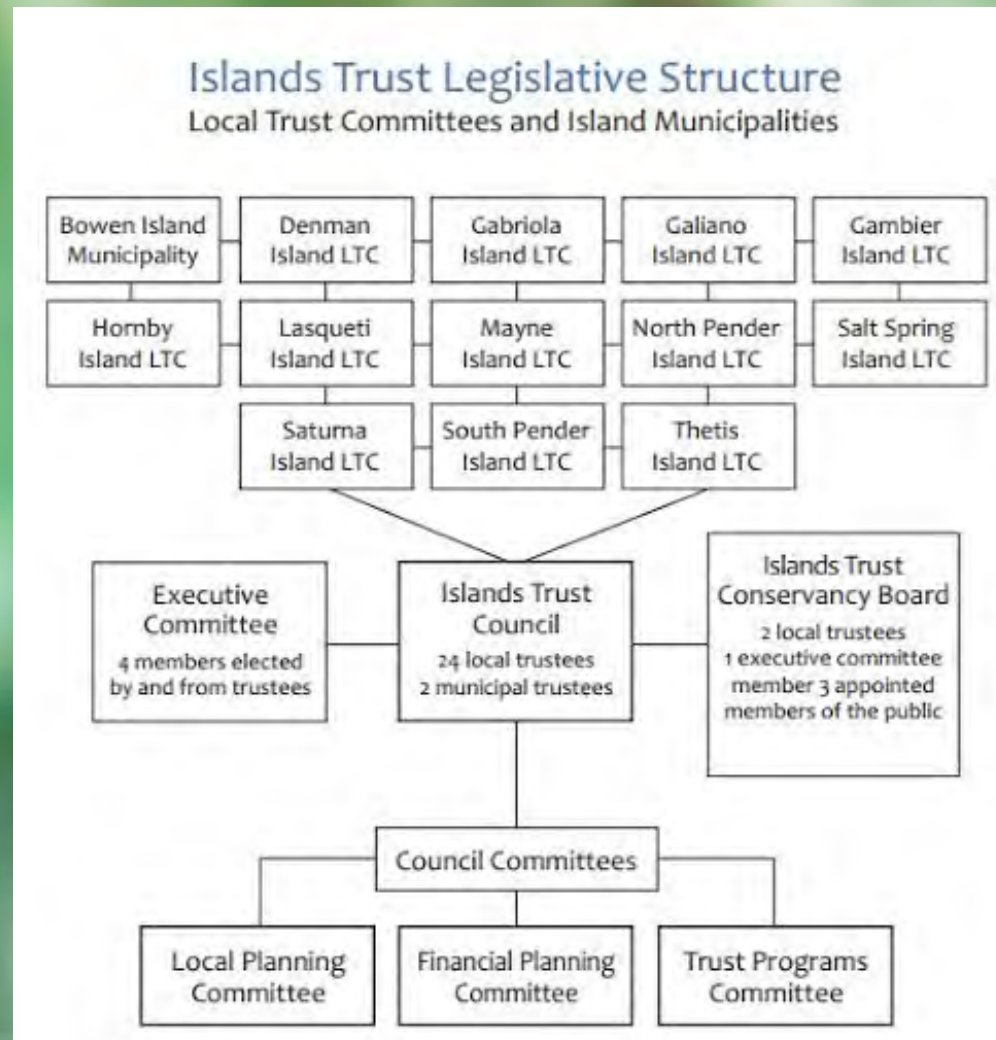 Islands Trust Legislative Structure
Local Trust Committees and Island Municipalities
Bowen Island
Municipality
Denman
Island LTC
Gabriola
Island LTC
Galiano
Island LTC
Gambier
Island LTC
Hornby
Island LTC
Lasqueti
Island LTC
Mayne
Island LTC
North Pender
Island LTC
Salt Spring
Island LTC
Saturna
Island LTC
South Pender
Island LTC
Thetis
Island LTC
Executive
Committee
4 members elected
by and from trustees
Islands Trust
Council
24 local trustees
2 municipal trustees
Islands Trust
Conservancy Board
2 local trustees
1 executive committee
member 3 appointed
members of the public
Council Committees
Local Planning
Committee
Financial Planning
Committee
Trust Programs
Committee